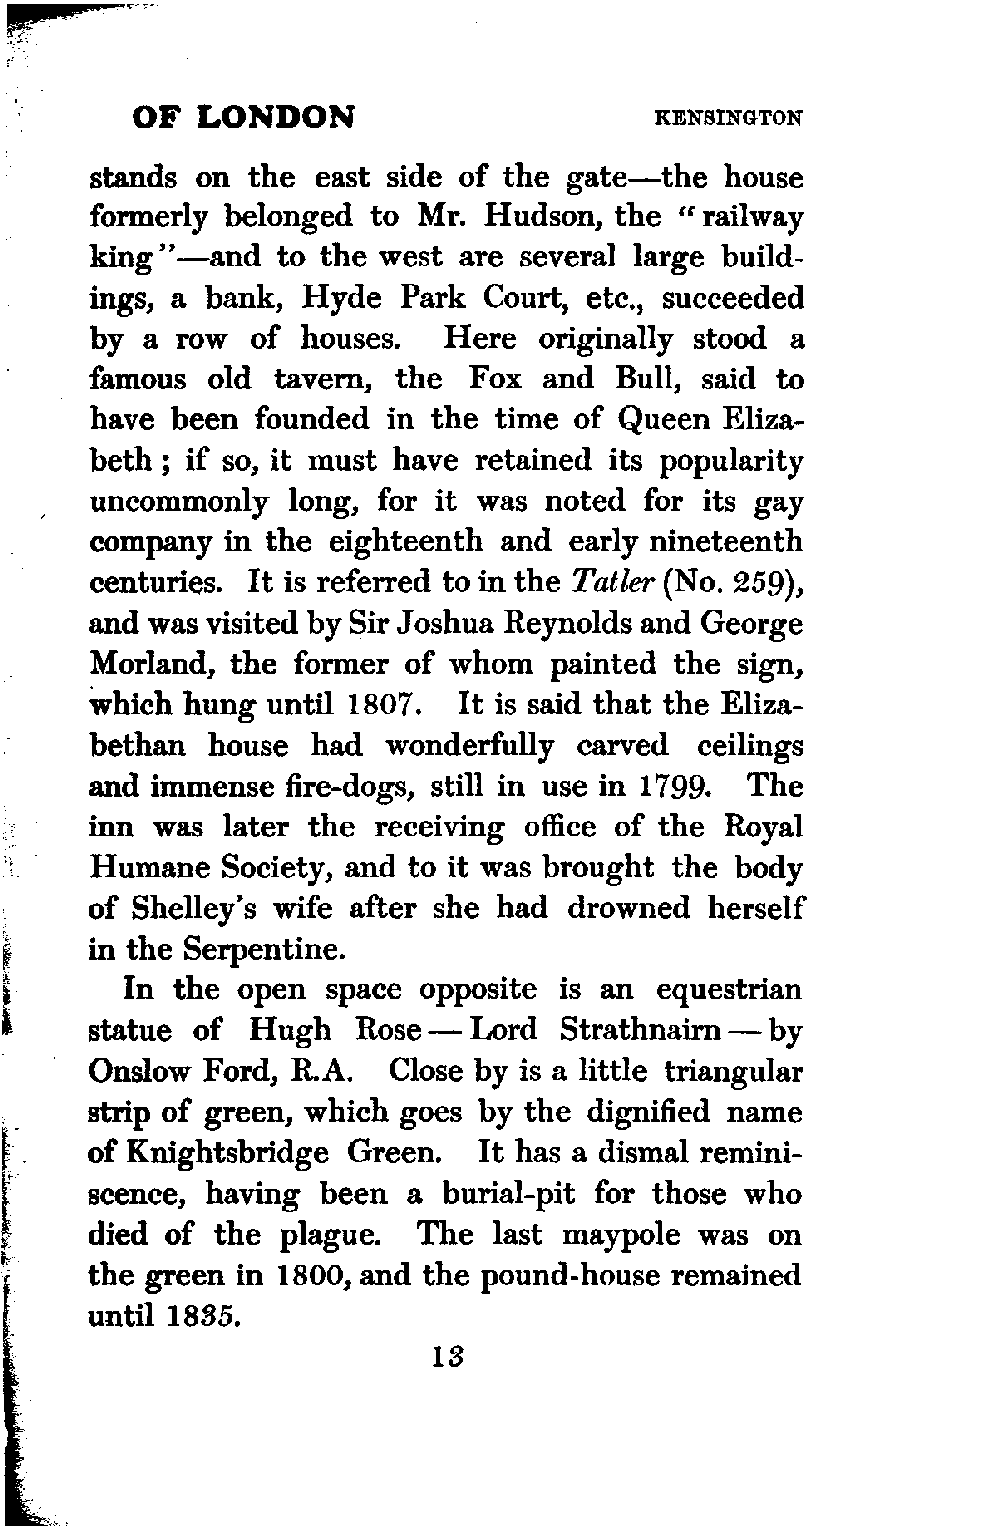 OF LONDON KENSINGTON
stands on the east side of the gate—the house
formerly belonged to Mr. Hudson, the “railway
king”—and to the west are several large build-
ings, a bank, Hyde Park Court, etc., succeeded
by a row of houses. Here originally stood a
famous old tavern, the Fox and Bull, said to
have been founded in the time of Queen Eliza-
beth ; if so, it must have retained its popularity
uncommonly long, for it was noted for its gay
company in the eighteenth and early nineteenth
centuries. It is referred to in the Tatler (No. 259),
and was visited by Sir Joshua Reynolds and George
Morland, the former of whom painted the sign,
which hung until 1807. It is said that the Eliza-
bethan house had wonderfully carved ceilings
and immense fire-dogs, still in use in 1799. The
inn was later the receiving office of the Royal
Humane Society, and to it was brought the body
of Shelley's wife after she had drowned herself
in the Serpentine.
In the open space opposite is an equestrian
statue of Hugh Rose — Lord Strathnairn — by
Onslow Ford, R.A. Close by is a little triangular
strip of green, which goes by the dignified name
of Knightsbridge Green. It has a dismal remini-
scence, having been a burial-pit for those who
died of the plague. The last maypole was on
the green in 1800, and the pound-house remained
until 1835.
13